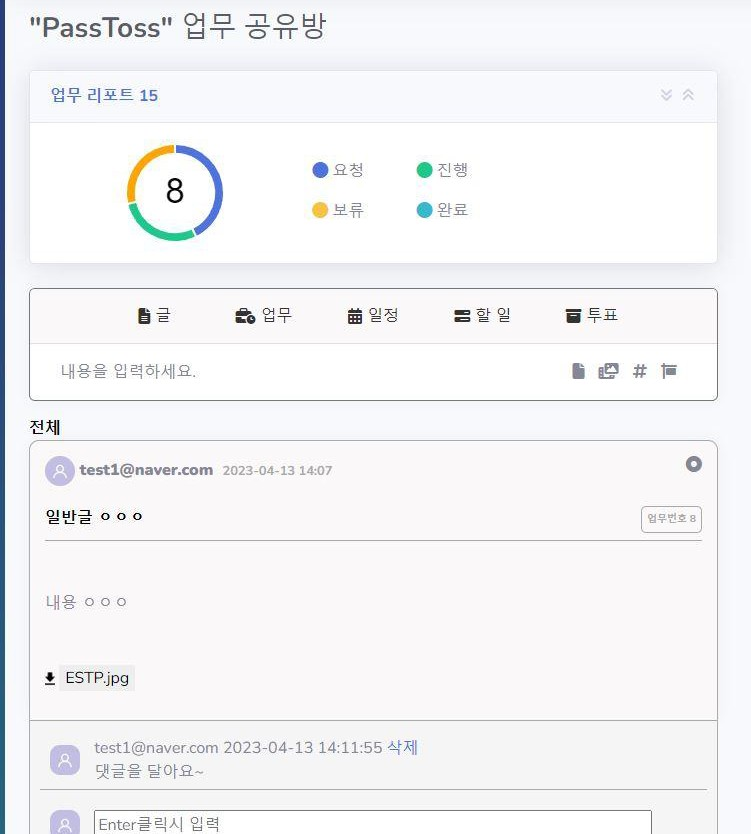 "PassToss" 업무 공유방
업무 리포트 15
8
요청 진행
보류 완료
글 업무 일정 할 일 투표
내용을 입력하세요.
전체
test1@naver.com 2023-04-13 14:07
일반글 ㅇㅇㅇ
업무번호 8
내용 ㅇㅇㅇ
ESTP.jpg
test1@naver.com 2023-04-13 14:11:55 삭제
댓글을 달아요~
Enter클릭시 입력